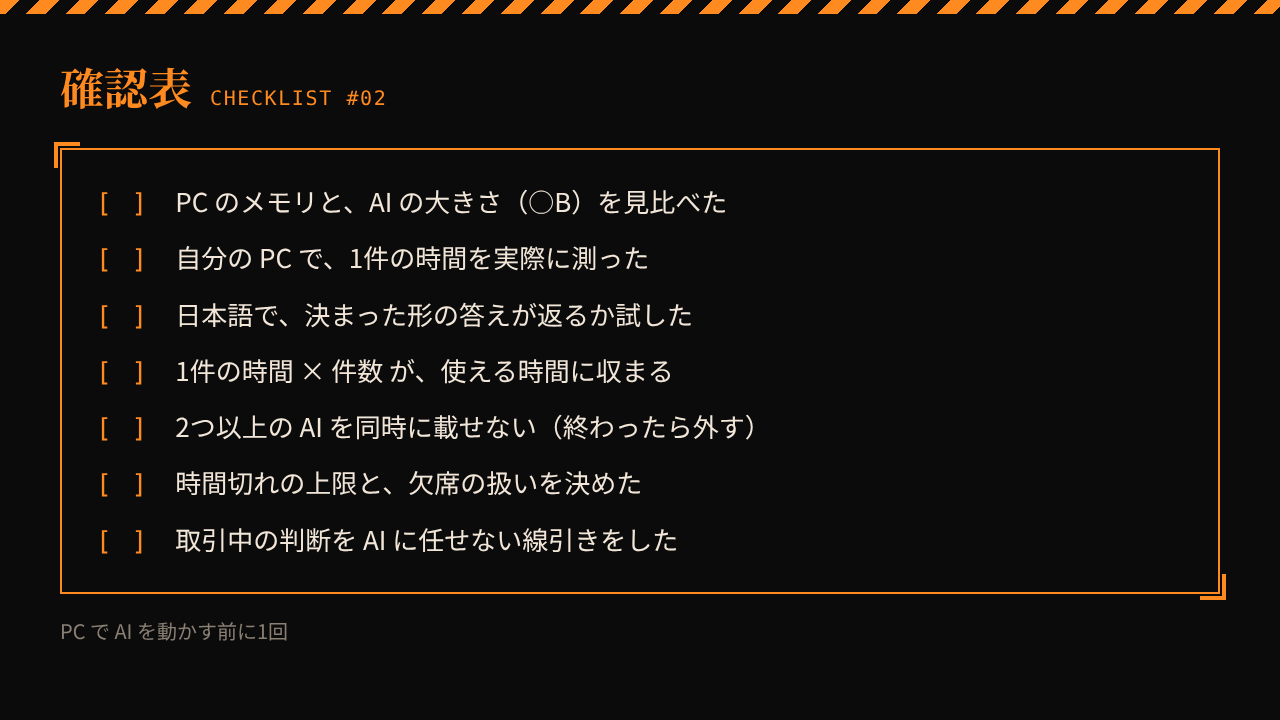 確認表 CHECKLIST #02
[ ] PC のメモリと、AI の大きさ（◯B）を見比べた
[ ] 自分の PC で、1件の時間を実際に測った
[ ] 日本語で、決まった形の答えが返るか試した
[ ] 1件の時間 × 件数 が、使える時間に収まる
[ ] 2つ以上の AI を同時に載せない（終わったら外す）
[ ] 時間切れの上限と、欠席の扱いを決めた
[ ] 取引中の判断を AI に任せない線引きをした
PC で AI を動かす前に1回